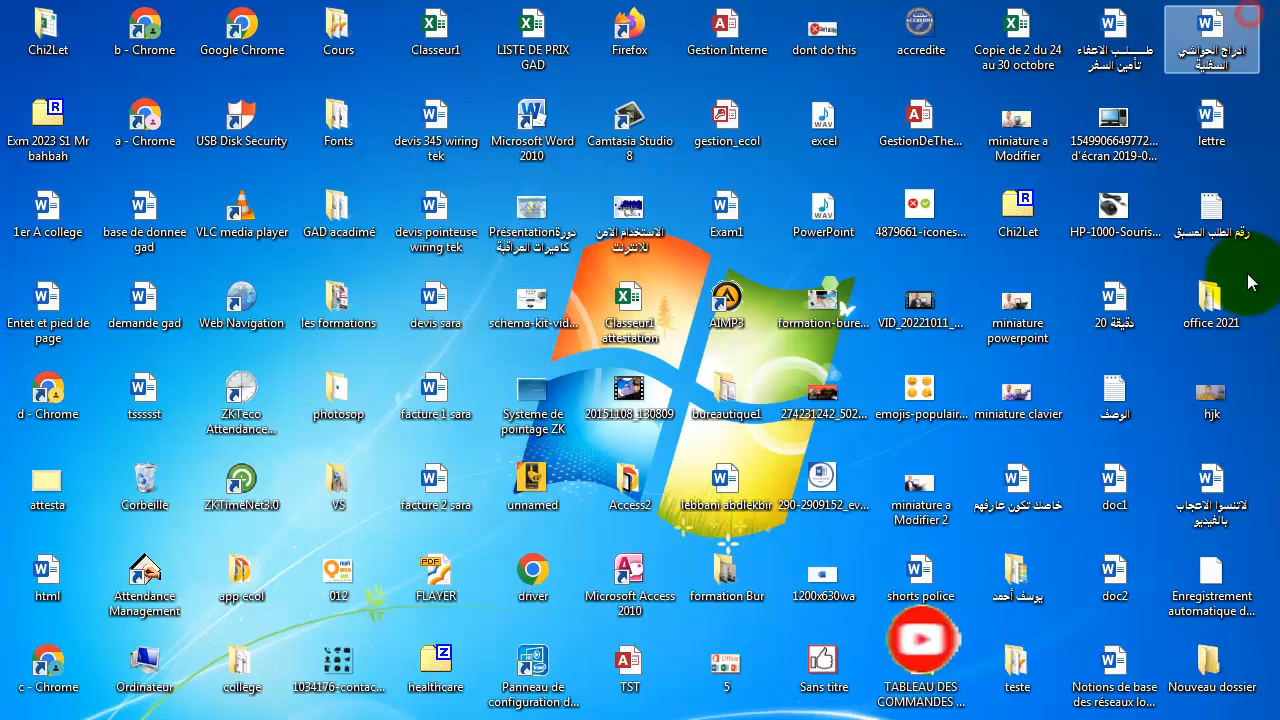 Chi2Let
b - Chrome
Google Chrome
Cours
Classeur1
LISTE DE PRIX
GAD
Firefox
Gestion Interne
dont do this
accredite
Copie de 2 du 24
au 30 octobre
طـــلـــب الاعفاء
تأمين السفر
ادراج الحواشي
السفلية
Exm 2023 S1 Mr
bahbah
a - Chrome
USB Disk Security
Fonts
devis 345 wiring
tek
Microsoft Word
2010
Camtasia Studio
8
gestion_ecol
excel
GestionDeThe...
miniature a
Modifier
1549906649772...
d'écran 2019-0...
lettre
1er A college
base de donnee
gad
VLC media player
GAD acadimé
devis pointeuse
wiring tek
Présentationدورة
كاميرات المراقبة
الاستخدام الامن
للانترنت
Exam1
PowerPoint
4879661-icones...
Chi2Let
HP-1000-Souris...
رقم الطلب المسبق
Entet et pied de
page
demande gad
Web Navigation
les formations
devis sara
schema-kit-vid...
Classeur1
attestation
AIMP3
formation-bure...
VID_20221011_...
miniature
powerpoint
20 دقيقة
office 2021
d - Chrome
tssssst
ZKTeco
Attendance...
photosop
facture 1 sara
Systeme de
pointage ZK
20151108_130809
bureautique1
274231242_502...
emojis-populair...
miniature clavier
الوصف
hjk
attesta
Corbeille
ZKTimeNet3.0
VS
facture 2 sara
unnamed
Access2
lebbani abdlekbir
290-2909152_ev...
miniature a
Modifier 2
خاصك تكون عارفهم
doc1
لاتنسوا الاعجاب
بالفيديو
html
Attendance
Management
app ecol
012
FLAYER
driver
Microsoft Access
2010
formation Bur
1200x630wa
shorts police
يوسف أحمد
doc2
Enregistrement
automatique d...
c - Chrome
Ordinateur
college
1034176-contac...
healthcare
Panneau de
configuration d...
TST
5
Sans titre
TABLEAU DES
COMMANDES ...
teste
Notions de base
des réseaux lo...
Nouveau dossier